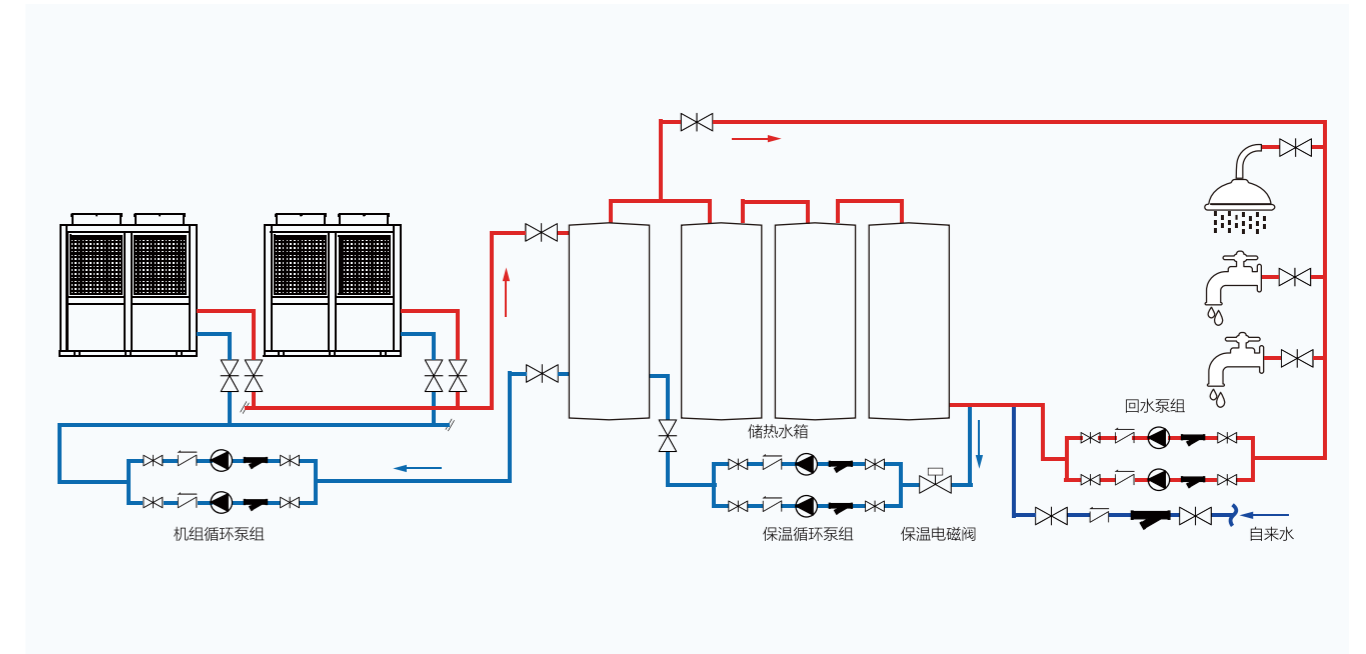 回水泵组
储热水箱
机组循环泵组
保温循环泵组
保温电磁阀
自来水